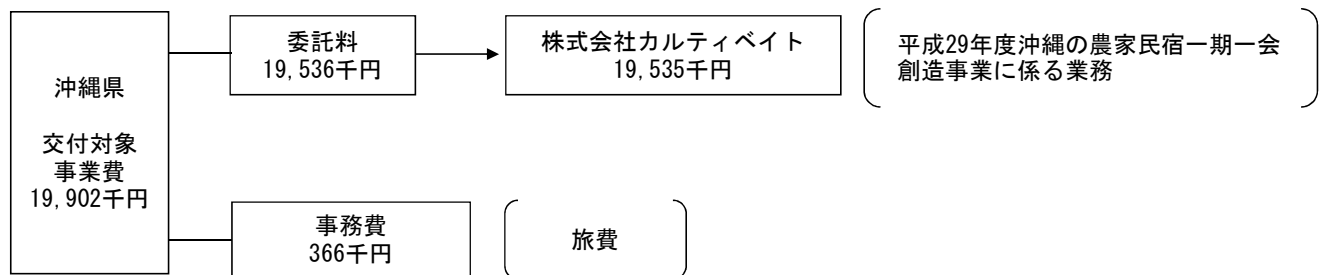 沖縄県
交付対象
事業費
19,902千円
委託料
19,536千円
株式会社カルティベイト
19,535千円
平成29年度沖縄の農家民宿一期一会
創造事業に係る業務
事務費
366千円
旅費